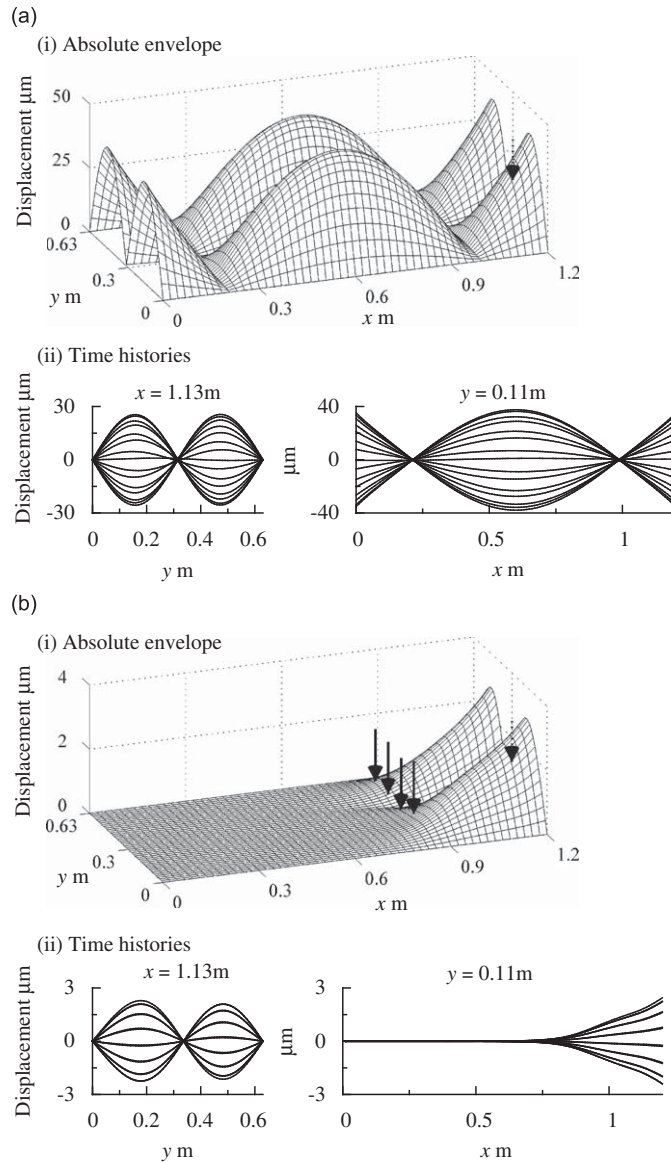 (a)
(i) Absolute envelope
Displacement μm
50
25
0
0.63
0.3
0
y m
0
0.3
0.6
0.9
1.2
x m
(ii) Time histories
x = 1.13m
y = 0.11m
Displacement μm
30
0
-30
0 0.2 0.4 0.6
y m
μm
40
0
-40
0 0.5 1
x m
(b)
(i) Absolute envelope
Displacement μm
4
2
0
0.63
0.3
0
y m
0
0.3
0.6
0.9
1.2
x m
(ii) Time histories
x = 1.13m
y = 0.11m
Displacement μm
3
0
-3
0 0.2 0.4 0.6
y m
μm
3
0
-3
0 0.5 1
x m